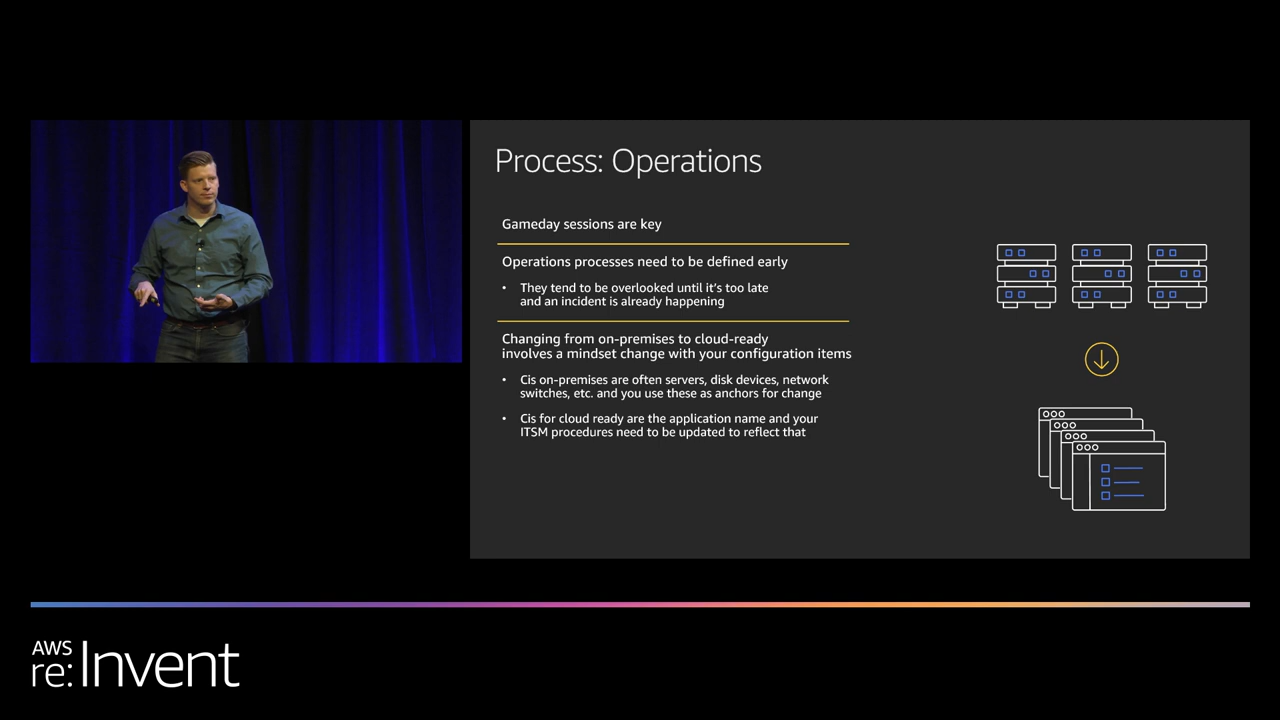 Process: Operations
Gameday sessions are key
Operations processes need to be defined early
• They tend to be overlooked until it's too late
and an incident is already happening
Changing from on-premises to cloud-ready
involves a mindset change with your configuration items
• Cis on-premises are often servers, disk devices, network
switches, etc. and you use these as anchors for change
• Cis for cloud ready are the application name and your
ITSM procedures need to be updated to reflect that
AWS
re:Invent